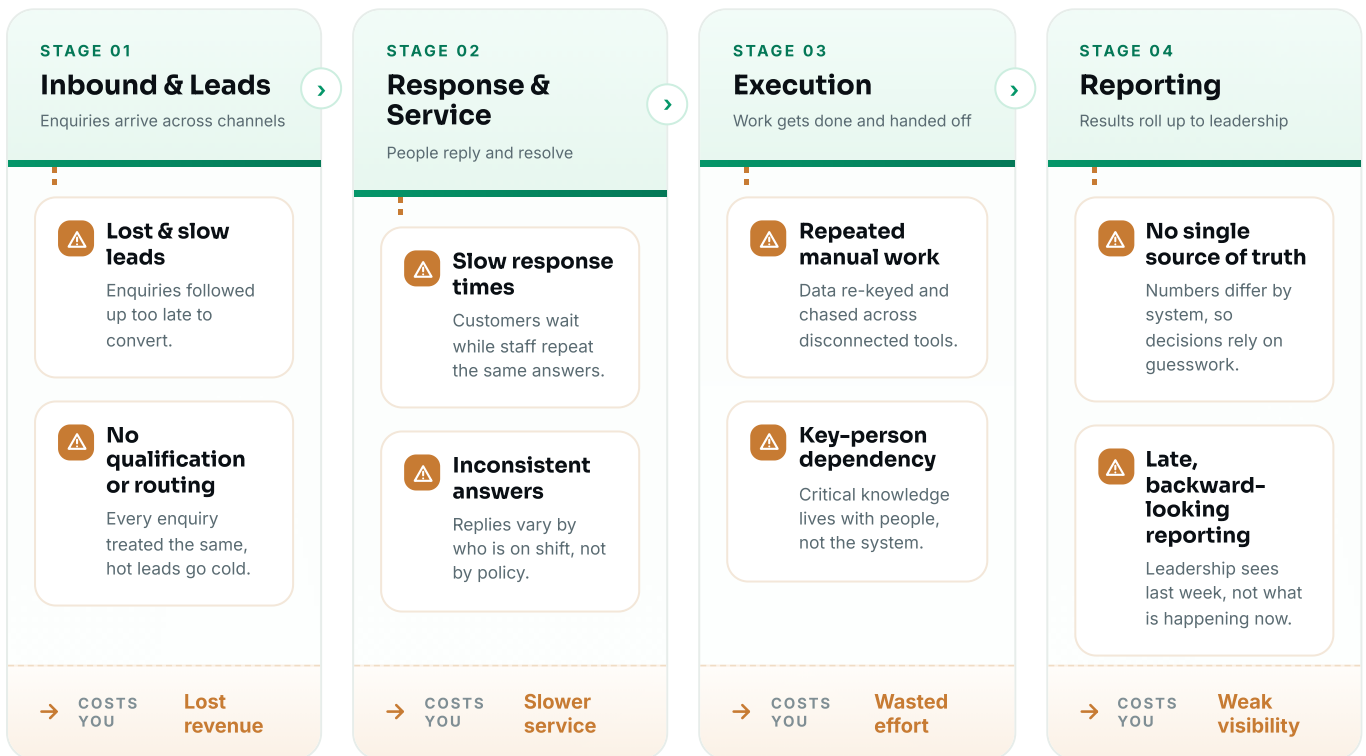 STAGE 01
Inbound & Leads
Enquiries arrive across channels
Lost & slow
leads
Enquiries followed
up too late to
convert.
No
qualification
or routing
Every enquiry
treated the same,
hot leads go cold.
COSTS
YOU
Lost
revenue
STAGE 02
Response &
Service
People reply and resolve
Slow response
times
Customers wait
while staff repeat
the same answers.
Inconsistent
answers
Replies vary by
who is on shift, not
by policy.
COSTS
YOU
Slower
service
STAGE 03
Execution
Work gets done and handed off
Repeated
manual work
Data re-keyed and
chased across
disconnected tools.
Key-person
dependency
Critical knowledge
lives with people,
not the system.
COSTS
YOU
Wasted
effort
STAGE 04
Reporting
Results roll up to leadership
No single
source of truth
Numbers differ by
system, so
decisions rely on
guesswork.
Late,
backward-
looking
reporting
Leadership sees
last week, not what
is happening now.
COSTS
YOU
Weak
visibility